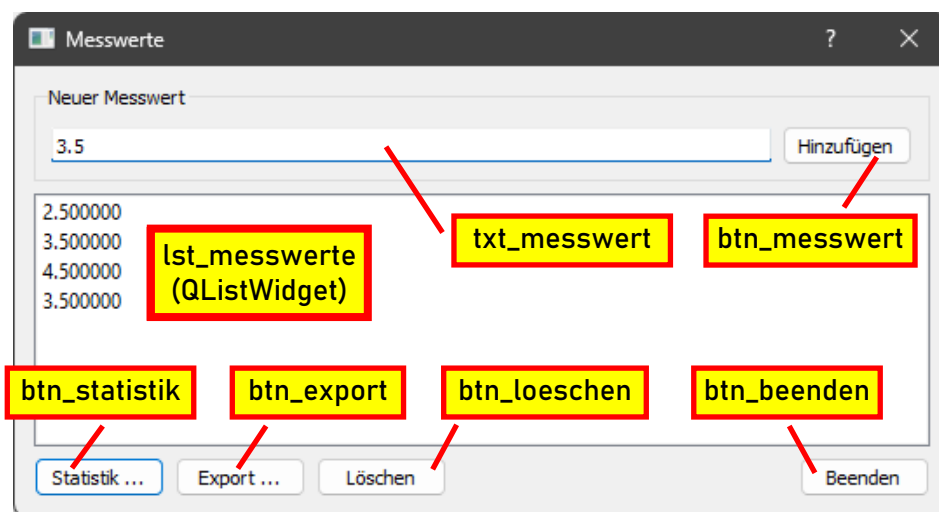 Messwerte ?
Neuer Messwert
3.5
Hinzufügen
2.500000
3.500000
4.500000
3.500000
lst_messwerte
(QListWidget)
txt_messwert
btn_messwert
btn_statistik
btn_export
btn_loeschen
btn_beenden
Statistik ...
Export ...
Löschen
Beenden